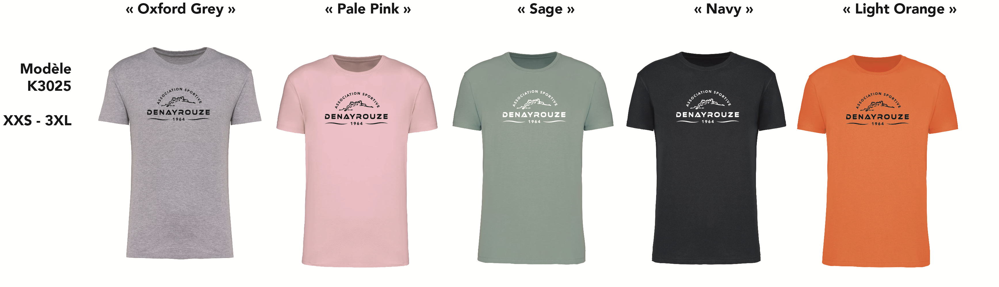 « Oxford Grey »
« Pale Pink »
« Sage »
« Navy »
« Light Orange »
Modèle
K3025
XXS - 3XL
ASSOCIATION SPORTIVE
DENAYROUZE
1964
ASSOCIATION SPORTIVE
DENAYROUZE
1964
ASSOCIATION SPORTIVE
DENAYROUZE
1964
ASSOCIATION SPORTIVE
DENAYROUZE
1964
ASSOCIATION SPORTIVE
DENAYROUZE
1964